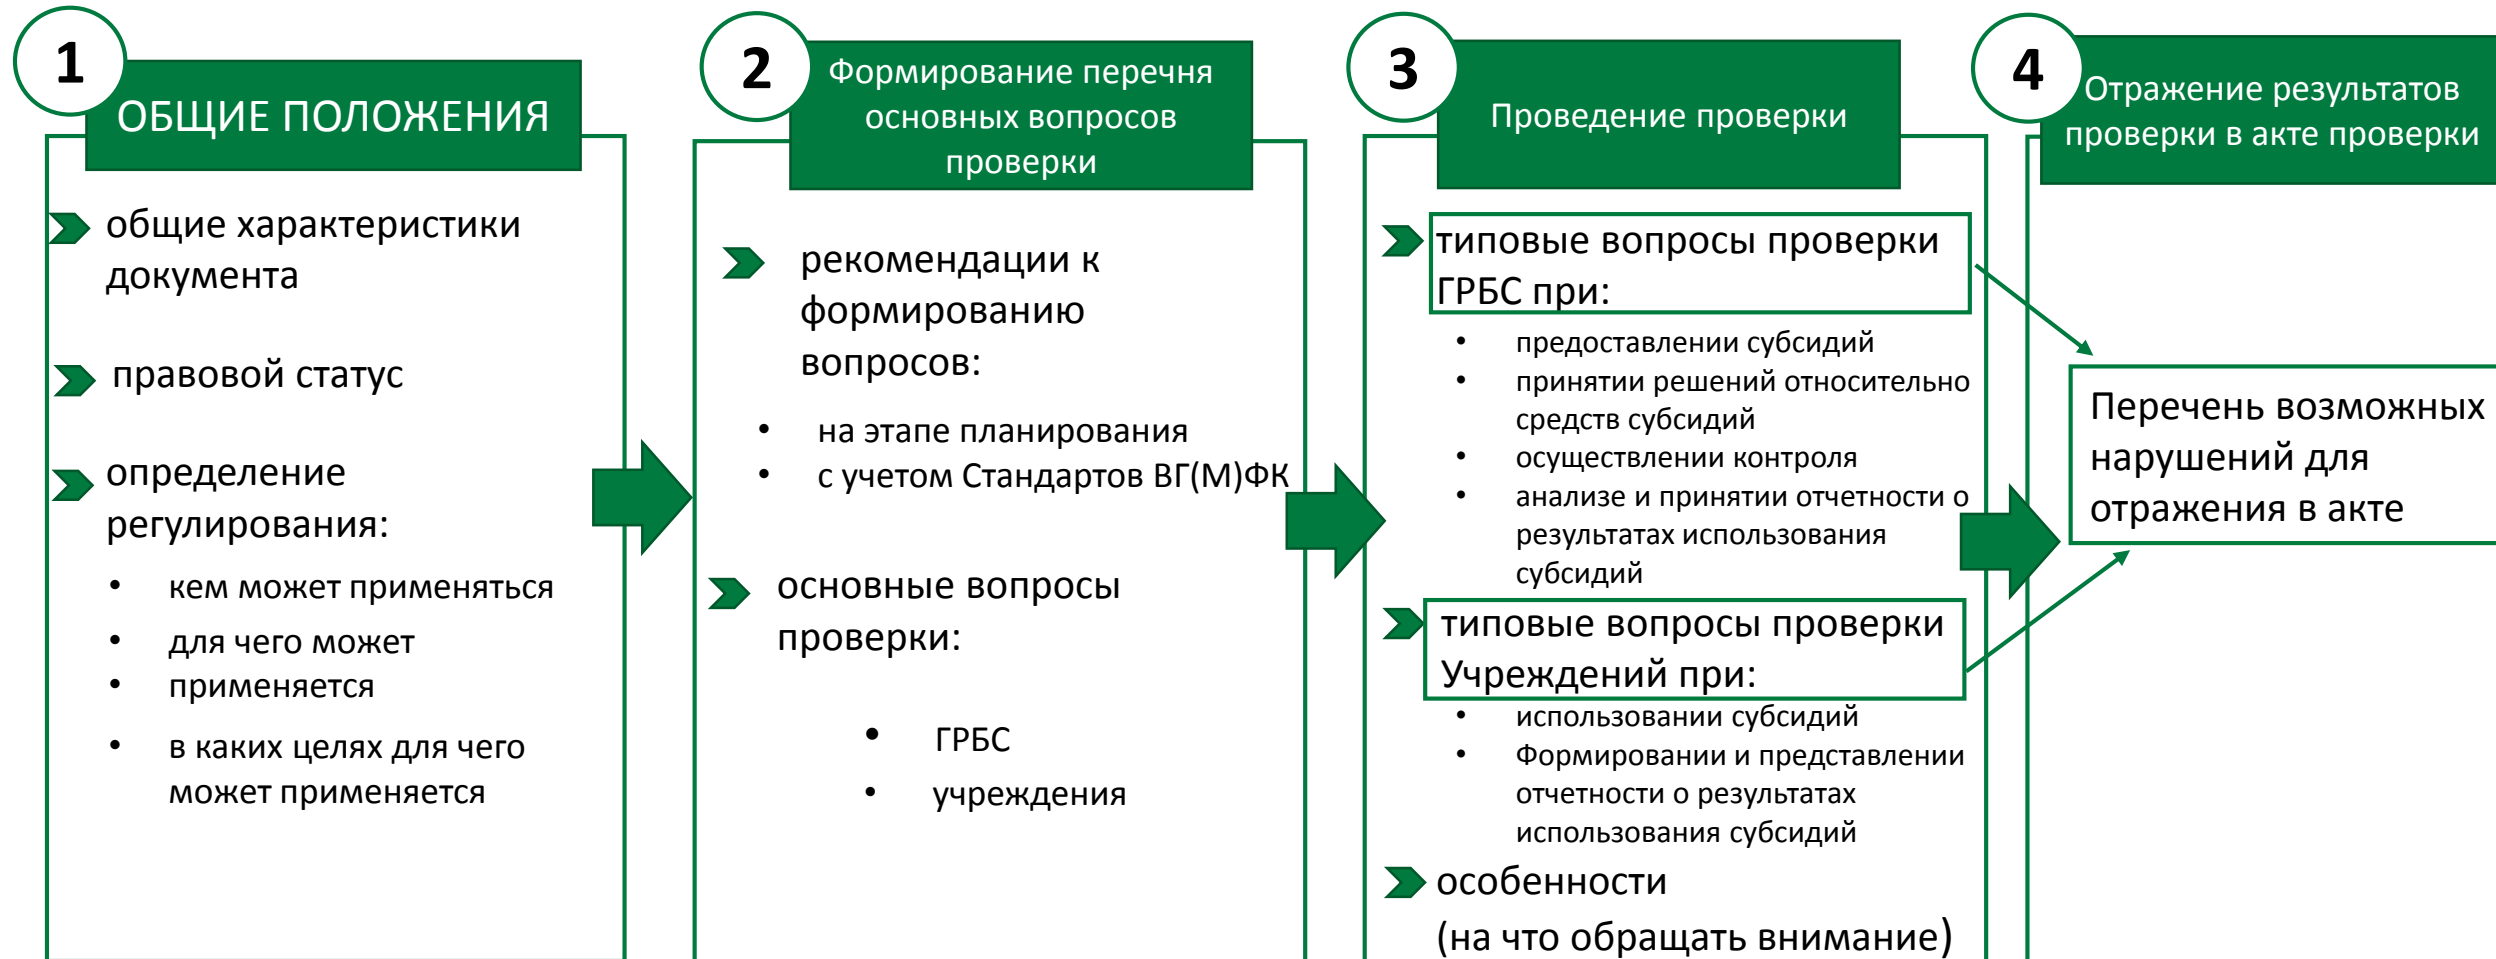 1
ОБЩИЕ ПОЛОЖЕНИЯ
общие характеристики
документа
правовой статус
определение
регулирования:
• кем может применяться
• для чего может
• применяется
• в каких целях для чего
может применяется
2
Формирование перечня
основных вопросов
проверки
рекомендации к
формированию
вопросов:
• на этапе планирования
• с учетом Стандартов ВГ(М)ФК
основные вопросы
проверки:
• ГРБС
• учреждения
3
Проведение проверки
типовые вопросы проверки
ГРБС при:
• предоставлении субсидий
• принятии решений относительно
средств субсидий
• осуществлении контроля
• анализе и принятии отчетности о
результатах использования
субсидий
типовые вопросы проверки
Учреждений при:
• использовании субсидий
• Формировании и представлении
отчетности о результатах
использования субсидий
особенности
(на что обращать внимание)
4
Отражение результатов
проверки в акте проверки
Перечень возможных
нарушений для
отражения в акте